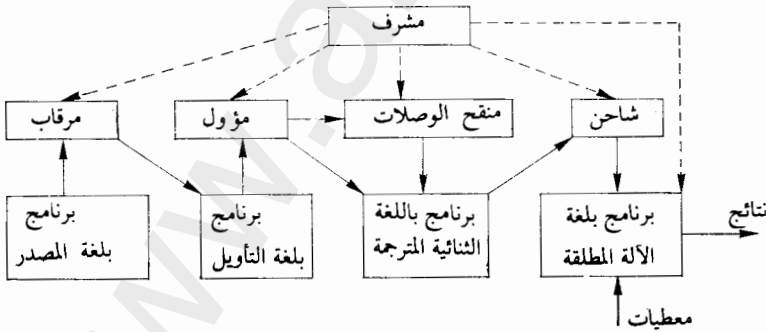 مشرف
شاحن
منقح الوصلات
مؤول
مرقاب
برنامج بلغة
الآلة المطلقة
برنامج باللغة
الثنائية المترجمة
برنامج
بلغة التأويل
برنامج
بلغة المصدر
نتائج
معطيات